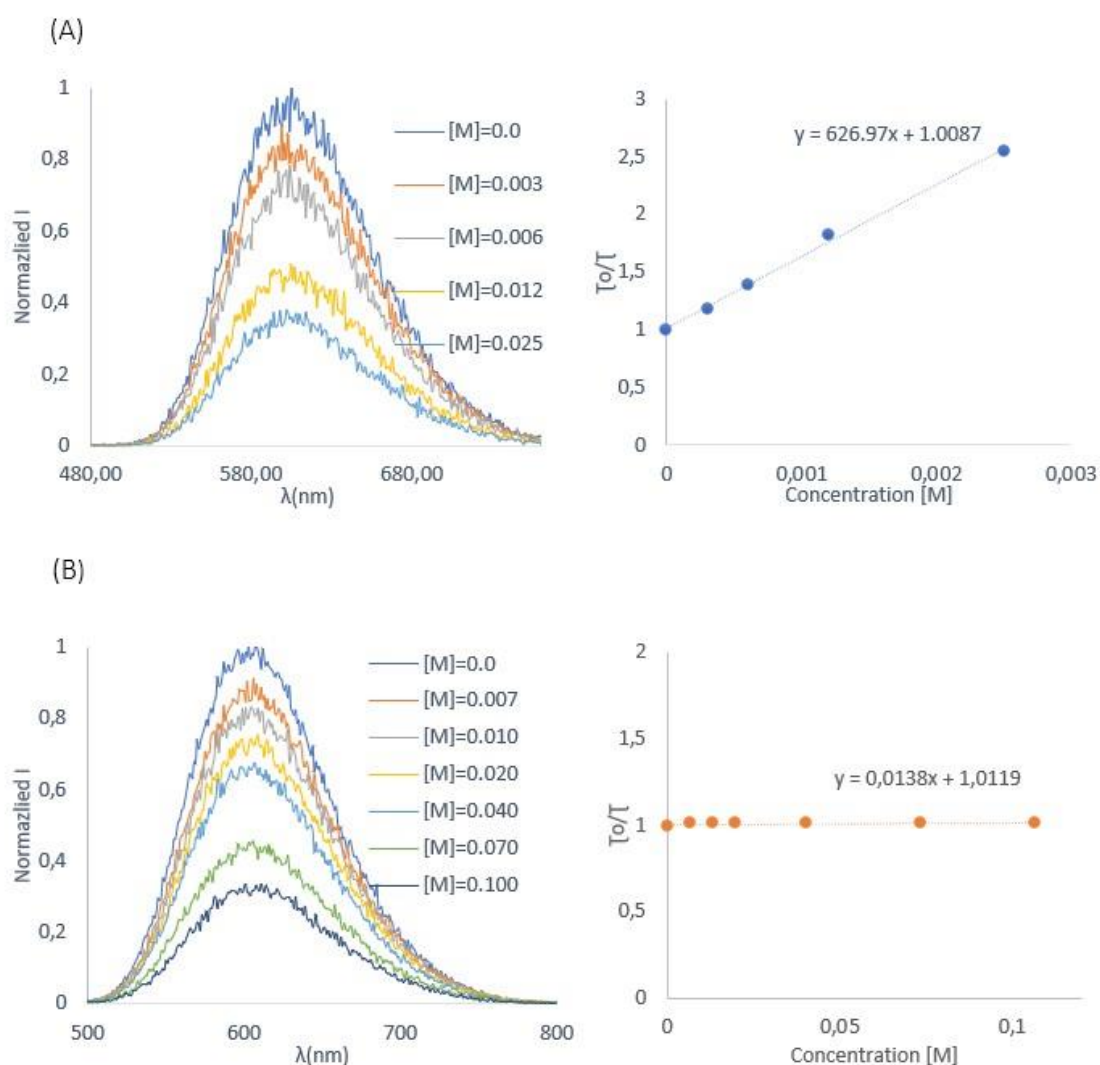 (A)
Normazlied I
1
0,8
0,6
0,4
0,2
0
480,00
580,00
680,00
λ(nm)
[M]=0.0
[M]=0.003
[M]=0.006
[M]=0.012
[M]=0.025
Ʈo/Ʈ
3
2,5
2
1,5
1
0,5
0
y = 626.97x + 1.0087
0
0,001
0,002
0,003
Concentration [M]
(B)
Normazlied I
1
0,8
0,6
0,4
0,2
0
500
600
700
800
λ(nm)
[M]=0.0
[M]=0.007
[M]=0.010
[M]=0.020
[M]=0.040
[M]=0.070
[M]=0.100
Ʈo/Ʈ
2
1,5
1
0,5
0
y = 0,0138x + 1,0119
0
0,05
0,1
Concentration [M]